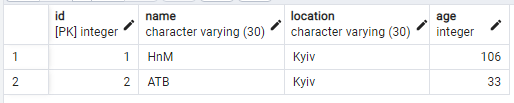 id name location age
[PK] integer character varying (30) character varying (30) integer
1 1 HnM Kyiv 106
2 2 ATB Kyiv 33